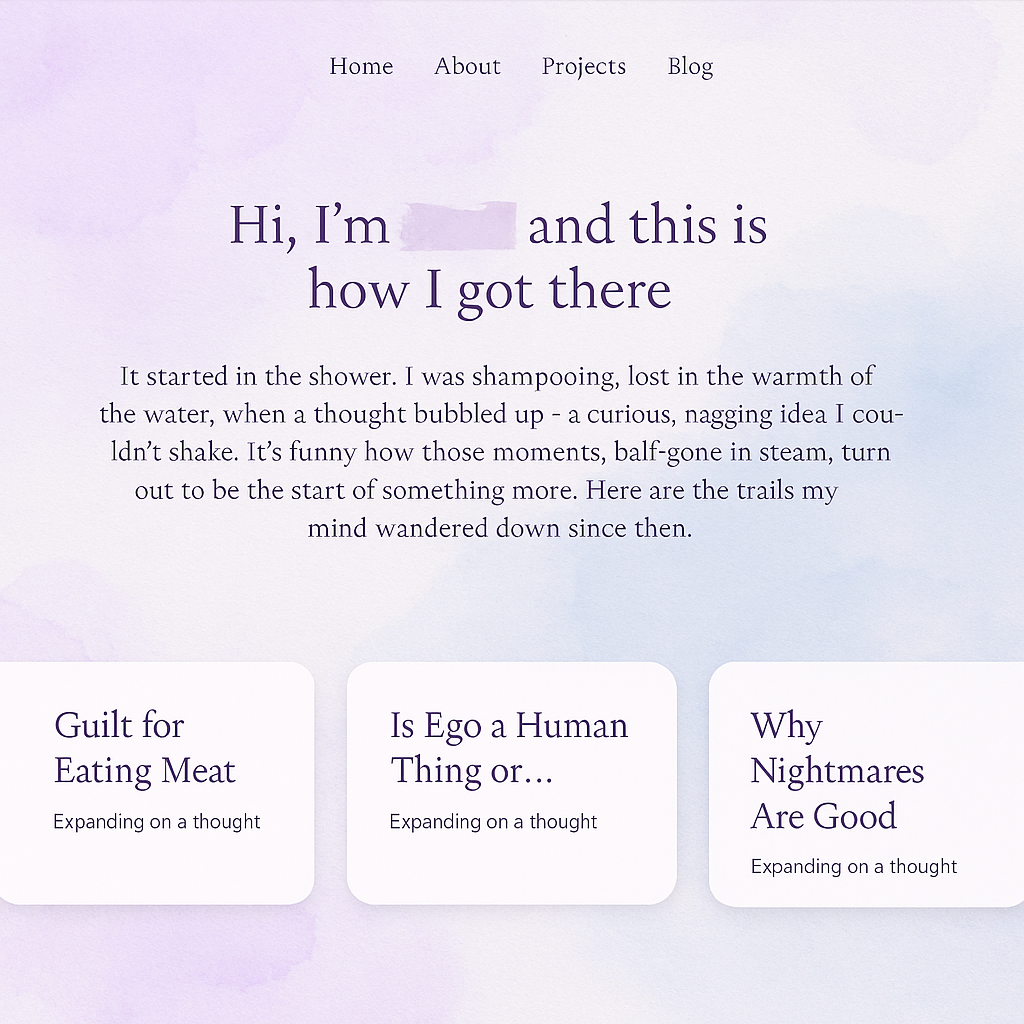 Home About Projects Blog
Hi, I’m and this is
how I got there
It started in the shower. I was shampooing, lost in the warmth of
the water, when a thought bubbled up - a curious, nagging idea I cou-
ldn’t shake. It’s funny how those moments, balf-gone in steam, turn
out to be the start of something more. Here are the trails my
mind wandered down since then.
Guilt for
Eating Meat
Expanding on a thought
Is Ego a Human
Thing or…
Expanding on a thought
Why
Nightmares
Are Good
Expanding on a thought